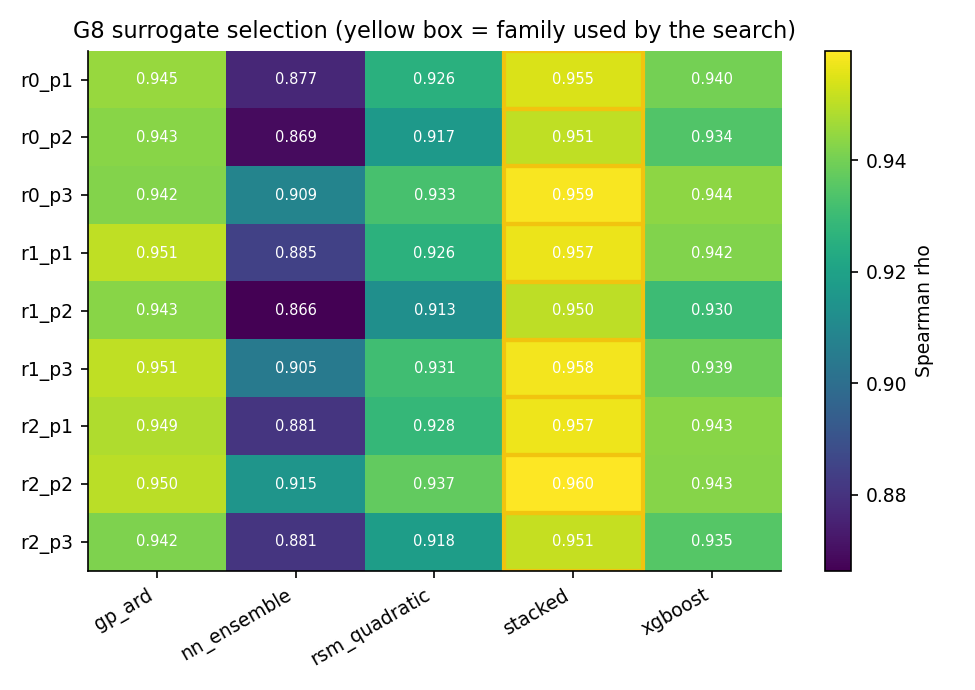 G8 surrogate selection (yellow box = family used by the search)
r0_p1 0.945 0.877 0.926 0.955 0.940
r0_p2 0.943 0.869 0.917 0.951 0.934
r0_p3 0.942 0.909 0.933 0.959 0.944
r1_p1 0.951 0.885 0.926 0.957 0.942
r1_p2 0.943 0.866 0.913 0.950 0.930
r1_p3 0.951 0.905 0.931 0.958 0.939
r2_p1 0.949 0.881 0.928 0.957 0.943
r2_p2 0.950 0.915 0.937 0.960 0.943
r2_p3 0.942 0.881 0.918 0.951 0.935
gp_ard nn_ensemble rsm_quadratic stacked xgboost
0.94
0.92
0.90
0.88
Spearman rho